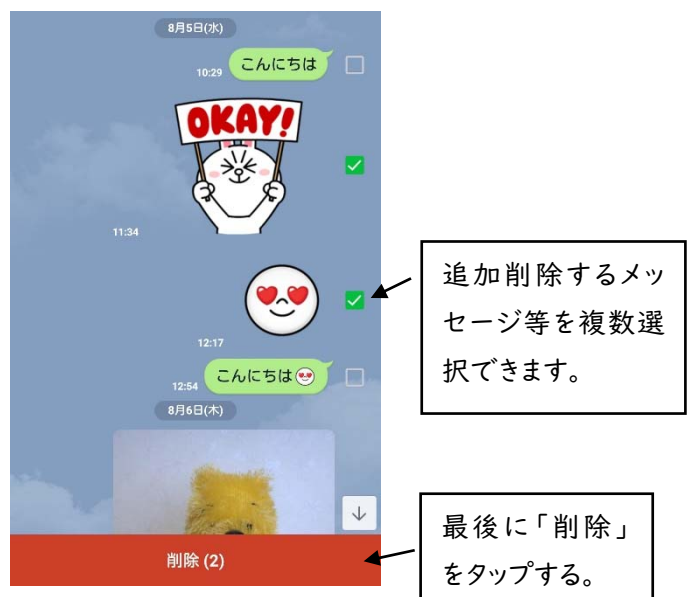 8月5日(水)
10:29 こんにちは
OKAY!
11:34
追加削除するメッ
セージ等を複数選
択できます。
12:17
12:54 こんにちは
8月6日(木)
最後に「削除」
をタップする。
削除 (2)